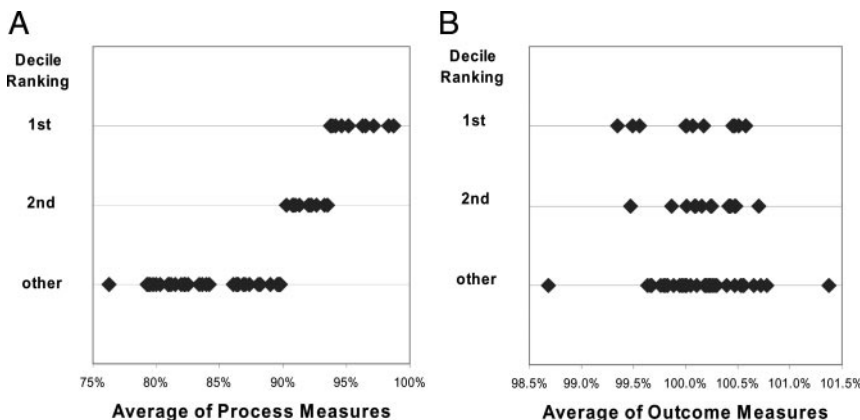 A
Decile
Ranking
1st
2nd
other
75%
80%
85%
90%
95%
100%
Average of Process Measures
B
Decile
Ranking
1st
2nd
other
98.5%
99.0%
99.5%
100.0%
100.5%
101.0%
101.5%
Average of Outcome Measures